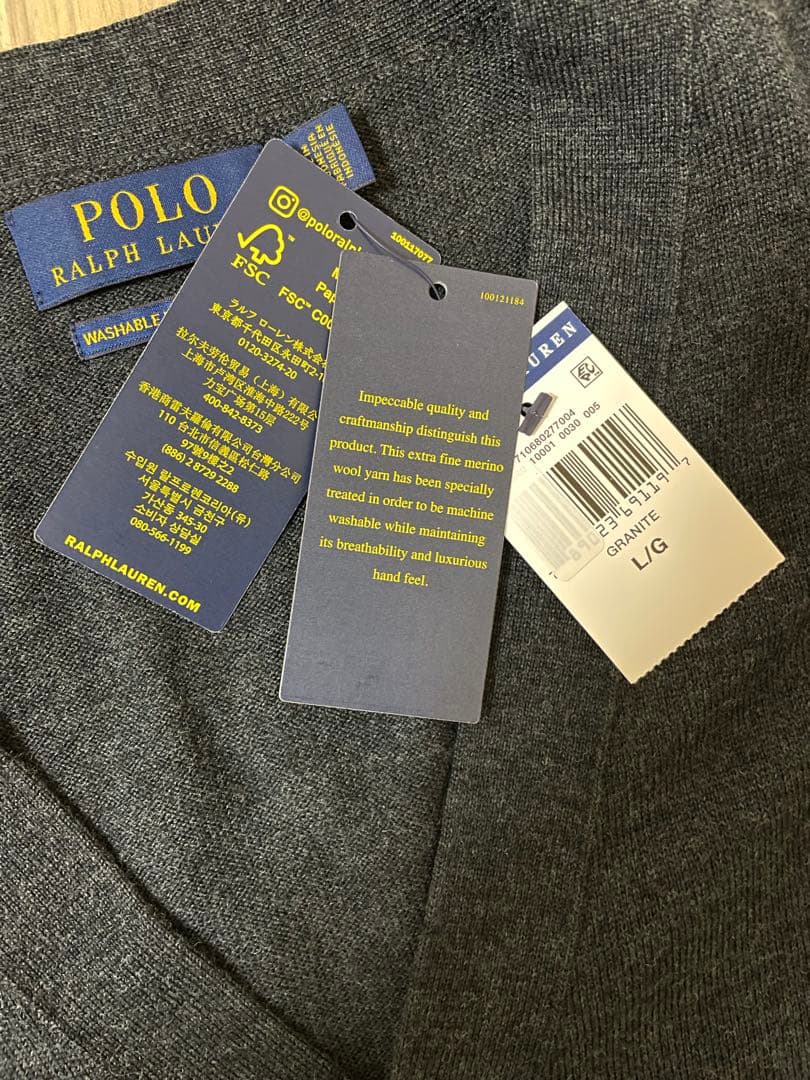 POLO
RALPH
WASHABLE
INDONESIE
@poloralph
100117077
FSC
FSC™
ラルフ ローレン株式会社
東京都千代田区永田町2-1
0120-3274-20
拉尔夫劳伦贸易（上海）有限公
上海市卢湾区淮海中路222号
力宝广场第15层
400-842-8373
香港商雷夫羅倫有限公司台灣分公司
110 台北市信義區松仁路
97號9樓之2
(886) 2 8729 2288
수입원 랄프로렌코리아(유)
서울특별시 금천구
가산동 345-30
소비자 상담실
080-566-1199
RALPHLAUREN.COM
100121184
Impeccable quality and
craftmanship distinguish this
product. This extra fine merino
wool yarn has been specially
treated in order to be machine
washable while maintaining
its breathability and luxurious
hand feel.
UREN
710680277004
10001 0030 005
GRANITE
L/G